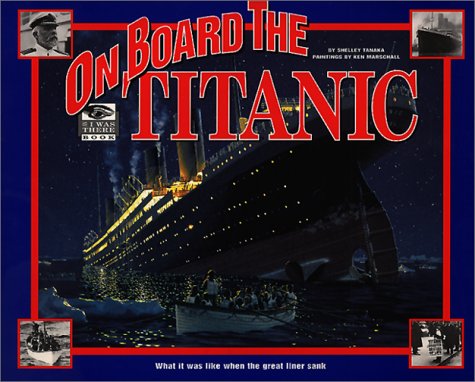 ON BOARD THE
BY SHELLEY TANAKA
PAINTINGS BY KEN MARSCHALL
TITANIC
I WAS
THERE
BOOK
What it was like when the great liner sank